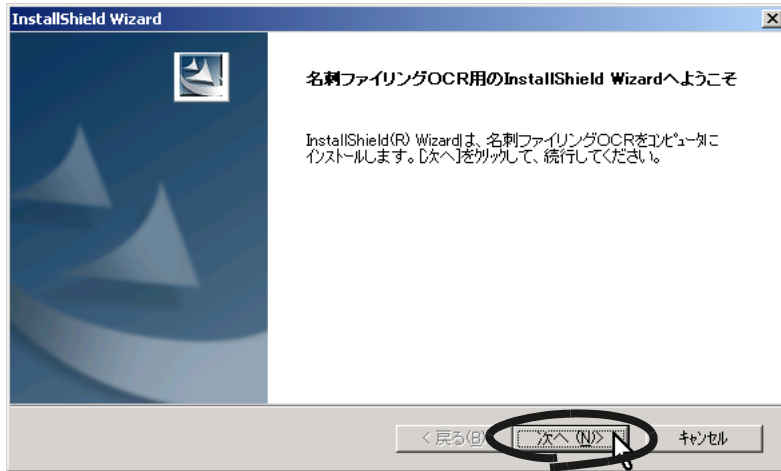 InstallShield Wizard
名刺ファイリングOCR用のInstallShield Wizardへようこそ
InstallShield(R) Wizardは、名刺ファイリングOCRをコンピュータに
インストールします。[次へ]をクリックして、続行してください。
< 戻る(B) 次へ (N)> キャンセル